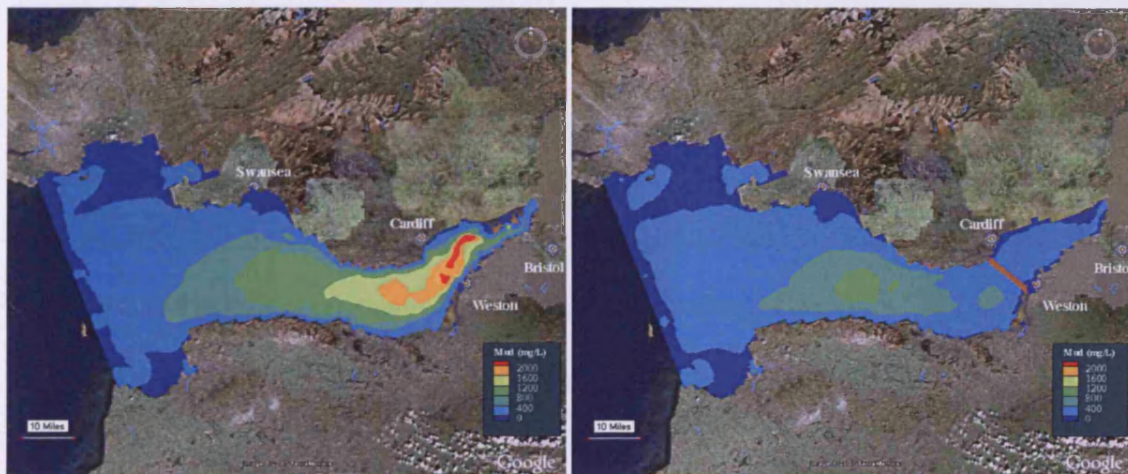 Swansea
Cardiff
Bristol
Weston
Mud (mg/L)
2000
1600
1200
800
400
0
10 Miles
Google
Swansea
Cardiff
Bristol
Weston
Mud (mg/L)
2000
1600
1200
800
400
0
10 Miles
Google